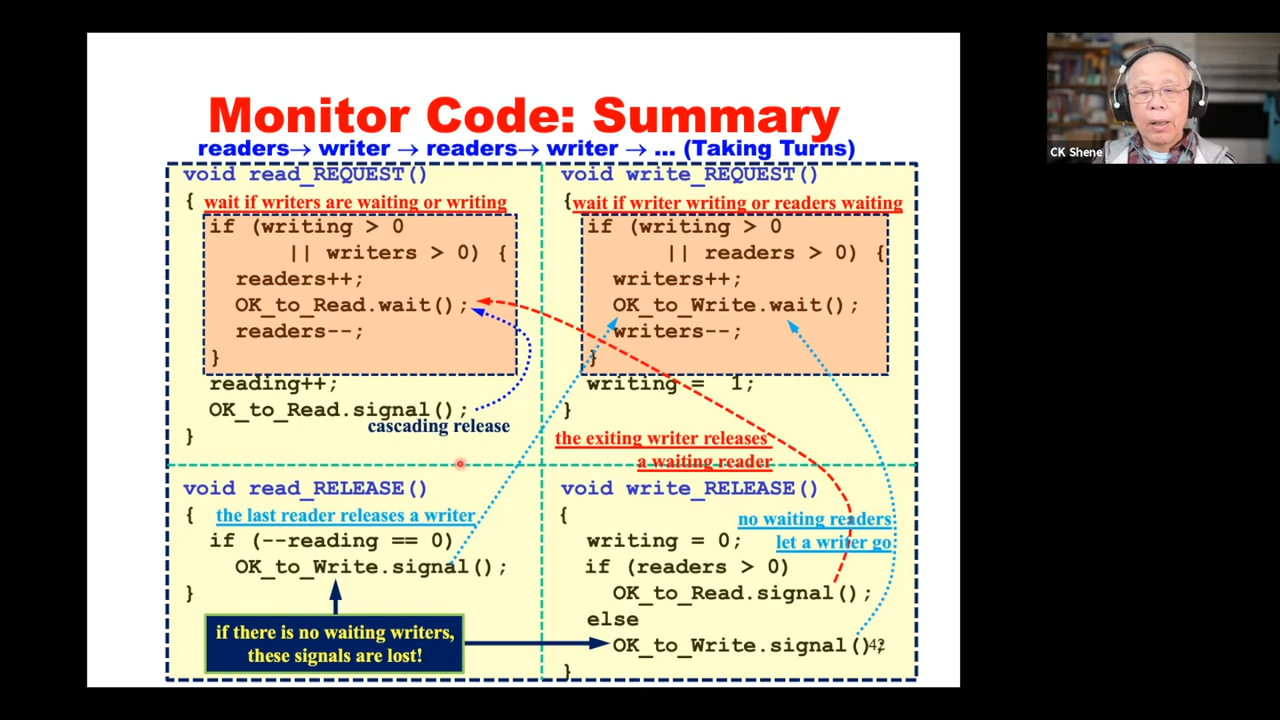 Monitor Code: Summary
readers→ writer → readers→ writer → ... (Taking Turns)
void read_REQUEST()
{ wait if writers are waiting or writing
if (writing > 0
|| writers > 0) {
readers++;
OK_to_Read.wait();
readers--;
}
reading++;
OK_to_Read.signal();
cascading release
}
void write_REQUEST()
{wait if writer writing or readers waiting
if (writing > 0
|| readers > 0) {
writers++;
OK_to_Write.wait();
writers--;
}
writing = 1;
}
the exiting writer releases
a waiting reader
void read_RELEASE()
{ the last reader releases a writer
if (--reading == 0)
OK_to_Write.signal();
}
if there is no waiting writers,
these signals are lost!
void write_RELEASE()
{
no waiting readers
let a writer go
writing = 0;
if (readers > 0)
OK_to_Read.signal();
else
OK_to_Write.signal();
42
}
CK Shene